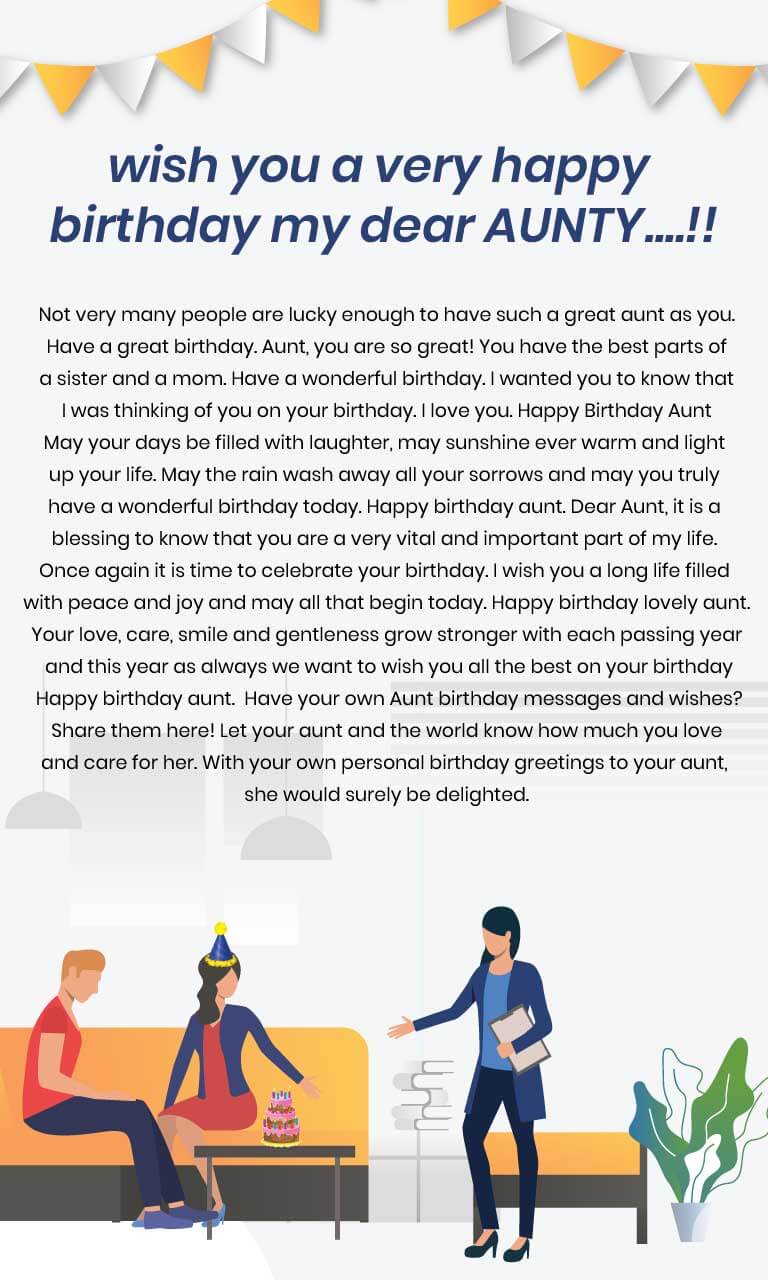 wish you a very happy
birthday my dear AUNTY....!!
Not very many people are lucky enough to have such a great aunt as you.
Have a great birthday. Aunt, you are so great! You have the best parts of
a sister and a mom. Have a wonderful birthday. I wanted you to know that
I was thinking of you on your birthday. I love you. Happy Birthday Aunt
May your days be filled with laughter, may sunshine ever warm and light
up your life. May the rain wash away all your sorrows and may you truly
have a wonderful birthday today. Happy birthday aunt. Dear Aunt, it is a
blessing to know that you are a very vital and important part of my life.
Once again it is time to celebrate your birthday. I wish you a long life filled
with peace and joy and may all that begin today. Happy birthday lovely aunt.
Your love, care, smile and gentleness grow stronger with each passing year
and this year as always we want to wish you all the best on your birthday
Happy birthday aunt.  Have your own Aunt birthday messages and wishes?
Share them here! Let your aunt and the world know how much you love
and care for her. With your own personal birthday greetings to your aunt,
she would surely be delighted.